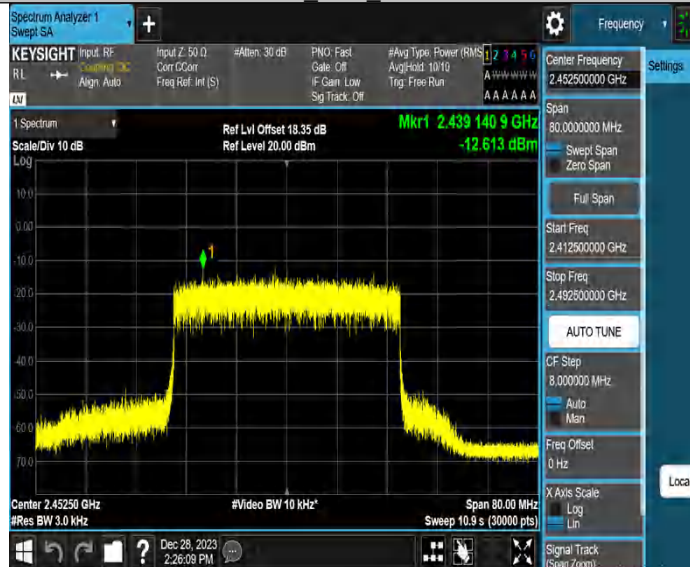 Spectrum Analyzer 1
Swept SA
+
Frequency
KEYSIGHT Input: RF
RL
Coupling: DC
Align: Auto
Input Z: 50 Ω
Corr CCorr
Freq Ref: Int (S)
#Atten: 30 dB
PNO: Fast
Gate: Off
IF Gain: Low
Sig Track: Off
#Avg Type: Power (RMS
Avg|Hold: 10/10
Trig: Free Run
1 2 3 4 5 6
A W W W W W
A A A A A A
LXI
1 Spectrum
Scale/Div 10 dB
Ref Lvl Offset 18.35 dB
Ref Level 20.00 dBm
Mkr1 2.439 140 9 GHz
-12.613 dBm
Log
10.0
0.00
-10.0
-20.0
-30.0
-40.0
-50.0
-60.0
-70.0
1
Center 2.45250 GHz
#Res BW 3.0 kHz
#Video BW 10 kHz*
Span 80.00 MHz
Sweep 10.9 s (30000 pts)
Center Frequency
2.452500000 GHz
Settings
Span
80.0000000 MHz
Swept Span
Zero Span
Full Span
Start Freq
2.412500000 GHz
Stop Freq
2.492500000 GHz
AUTO TUNE
CF Step
8.000000 MHz
Auto
Man
Freq Offset
0 Hz
X Axis Scale
Log
Lin
Signal Track
(Span Zoom)
Loca
?
Dec 28, 2023
2:26:09 PM